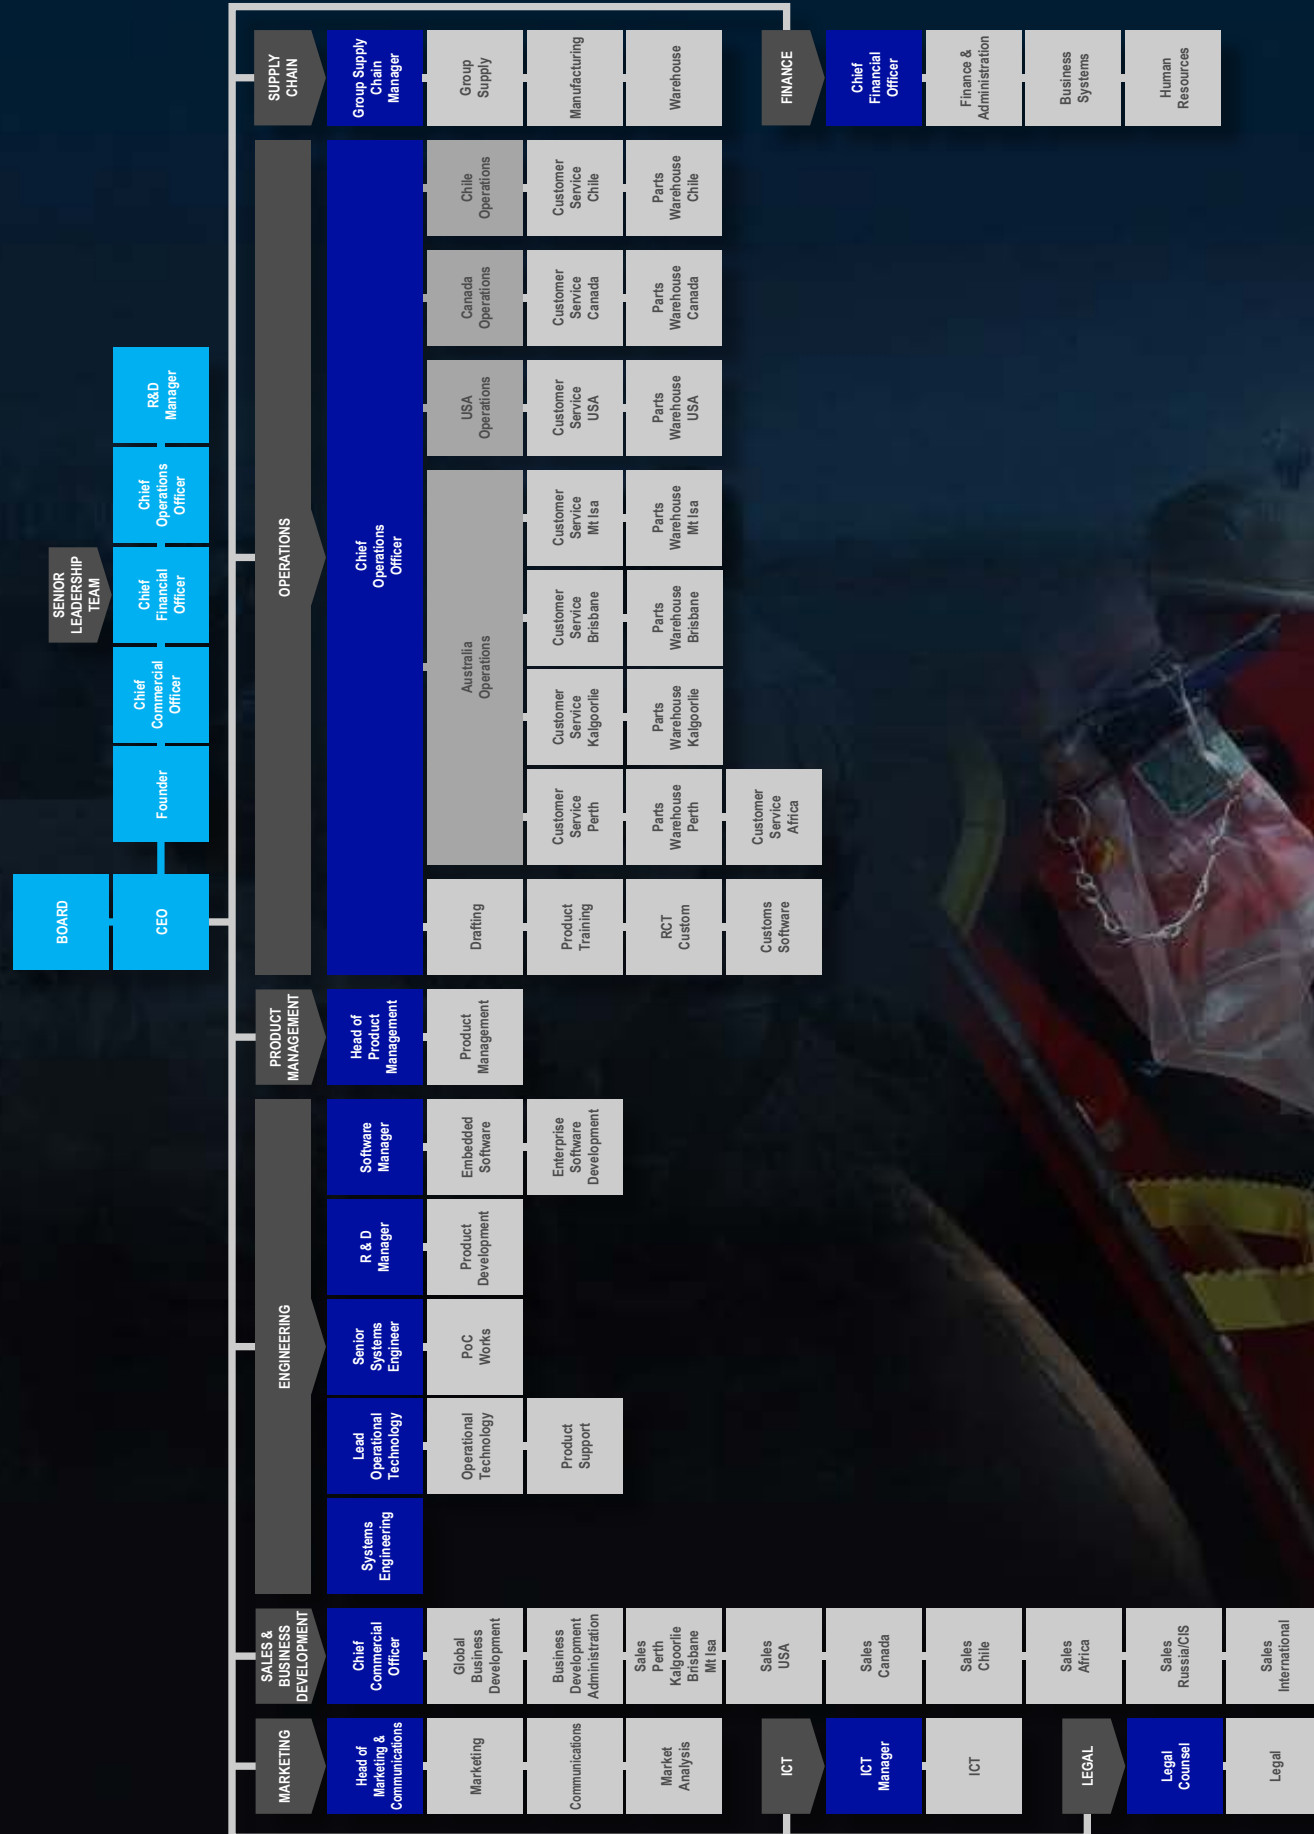 BOARD
CEO
SENIOR
LEADERSHIP
TEAM
Founder
Chief
Commercial
Officer
Chief
Financial
Officer
Chief
Operations
Officer
R&D
Manager
MARKETING
Head of
Marketing &
Communications
Marketing
Communications
Market
Analysis
ICT
ICT
Manager
ICT
LEGAL
Legal
Counsel
Legal
SALES &
BUSINESS
DEVELOPMENT
Chief
Commercial
Officer
Global
Business
Development
Business
Development
Administration
Sales
Perth
Kalgoorlie
Brisbane
Mt Isa
Sales
USA
Sales
Canada
Sales
Chile
Sales
Africa
Sales
Russia/CIS
Sales
International
ENGINEERING
Systems
Engineering
Lead
Operational
Technology
Operational
Technology
Product
Support
Senior
Systems
Engineer
PoC
Works
R & D
Manager
Product
Development
Software
Manager
Embedded
Software
Enterprise
Software
Development
PRODUCT
MANAGEMENT
Head of
Product
Management
Product
Management
OPERATIONS
Chief
Operations
Officer
Drafting
Product
Training
RCT
Custom
Customs
Software
Australia
Operations
Customer
Service
Perth
Parts
Warehouse
Perth
Customer
Service
Africa
Customer
Service
Kalgoorlie
Parts
Warehouse
Kalgoorlie
Customer
Service
Brisbane
Parts
Warehouse
Brisbane
Customer
Service
Mt Isa
Parts
Warehouse
Mt Isa
USA
Operations
Customer
Service
USA
Parts
Warehouse
USA
Canada
Operations
Customer
Service
Canada
Parts
Warehouse
Canada
Chile
Operations
Customer
Service
Chile
Parts
Warehouse
Chile
SUPPLY
CHAIN
Group Supply
Chain
Manager
Group
Supply
Manufacturing
Warehouse
FINANCE
Chief
Financial
Officer
Finance &
Administration
Business
Systems
Human
Resources